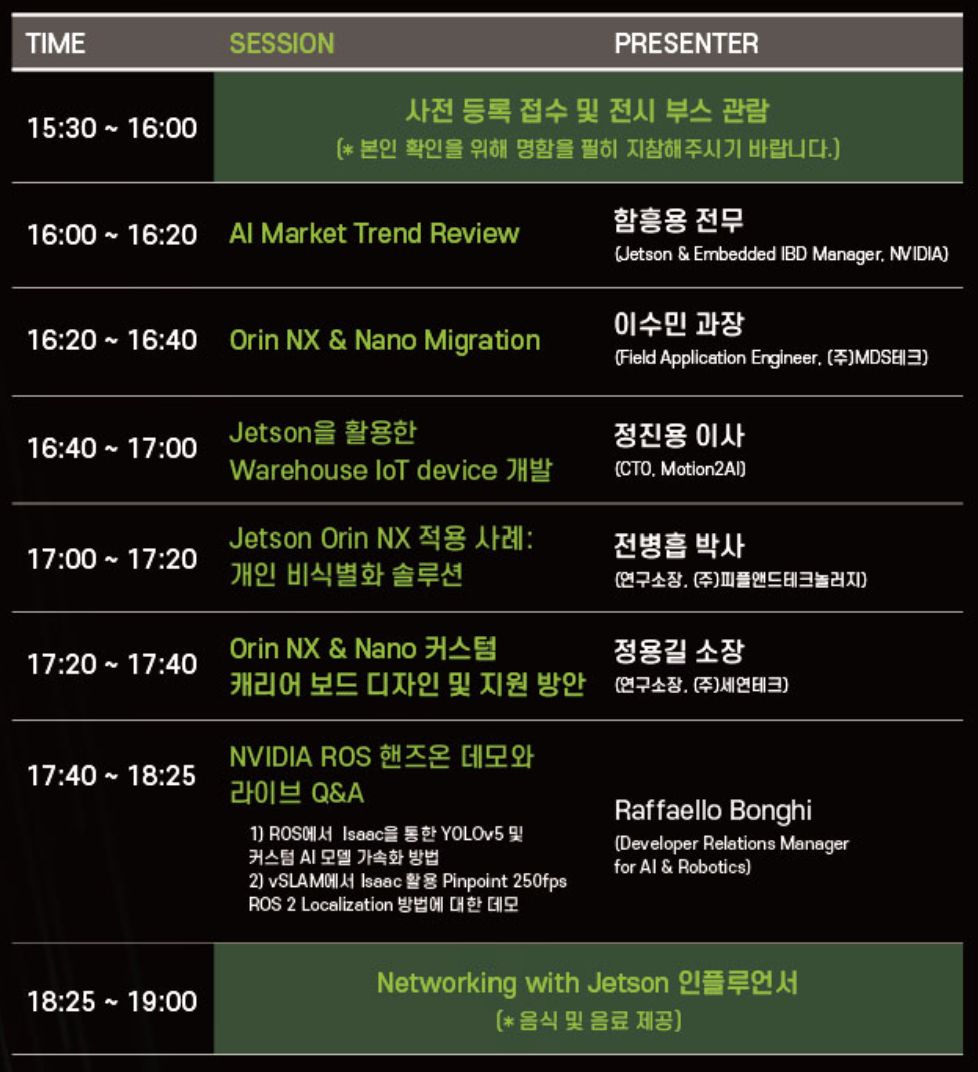 TIME SESSION PRESENTER
15:30 ~ 16:00
사전 등록 접수 및 전시 부스 관람
(* 본인 확인을 위해 명함을 필히 지참해주시기 바랍니다.)
16:00 ~ 16:20
AI Market Trend Review
함흥용 전무
(Jetson & Embedded IBD Manager, NVIDIA)
16:20 ~ 16:40
Orin NX & Nano Migration
이수민 과장
(Field Application Engineer, (주)MDS테크)
16:40 ~ 17:00
Jetson을 활용한
Warehouse IoT device 개발
정진용 이사
(CTO, Motion2AI)
17:00 ~ 17:20
Jetson Orin NX 적용 사례:
개인 비식별화 솔루션
전병흡 박사
(연구소장, (주)피플앤드테크놀러지)
17:20 ~ 17:40
Orin NX & Nano 커스텀
캐리어 보드 디자인 및 지원 방안
정용길 소장
(연구소장, (주)세연테크)
17:40 ~ 18:25
NVIDIA ROS 핸즈온 데모와
라이브 Q&A
1) ROS에서 Isaac을 통한 YOLOv5 및
커스텀 AI 모델 가속화 방법
2) vSLAM에서 Isaac 활용 Pinpoint 250fps
ROS 2 Localization 방법에 대한 데모
Raffaello Bonghi
(Developer Relations Manager
for AI & Robotics)
18:25 ~ 19:00
Networking with Jetson 인플루언서
(* 음식 및 음료 제공)